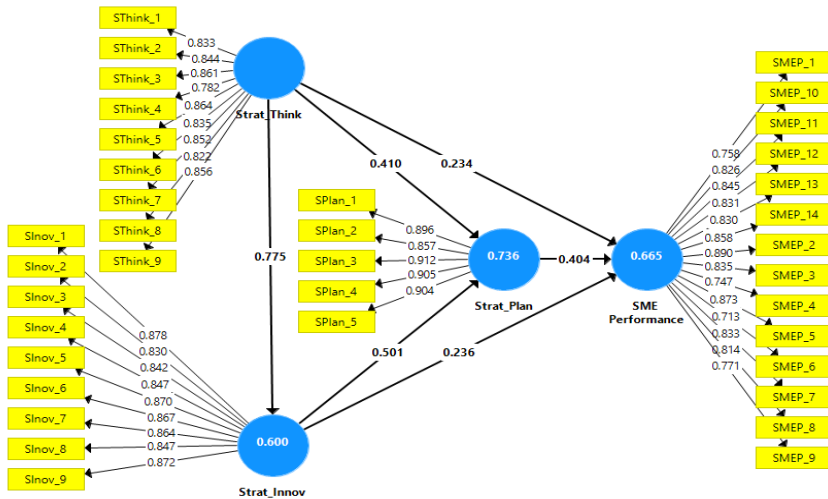 SThink_1
SThink_2
SThink_3
SThink_4
SThink_5
SThink_6
SThink_7
SThink_8
SThink_9
0.833
0.844
0.861
0.782
0.864
0.835
0.852
0.822
0.856
Strat_Think
0.410
0.234
0.775
SPlan_1
SPlan_2
SPlan_3
SPlan_4
SPlan_5
0.896
0.857
0.912
0.905
0.904
0.736
Strat_Plan
0.404
0.665
SME
Performance
0.501
0.236
SInov_1
SInov_2
SInov_3
SInov_4
SInov_5
SInov_6
SInov_7
SInov_8
SInov_9
0.878
0.830
0.842
0.847
0.870
0.867
0.864
0.847
0.872
0.600
Strat_Innov
0.758
0.826
0.845
0.831
0.830
0.858
0.890
0.835
0.747
0.873
0.713
0.833
0.814
0.771
SMEP_1
SMEP_10
SMEP_11
SMEP_12
SMEP_13
SMEP_14
SMEP_2
SMEP_3
SMEP_4
SMEP_5
SMEP_6
SMEP_7
SMEP_8
SMEP_9